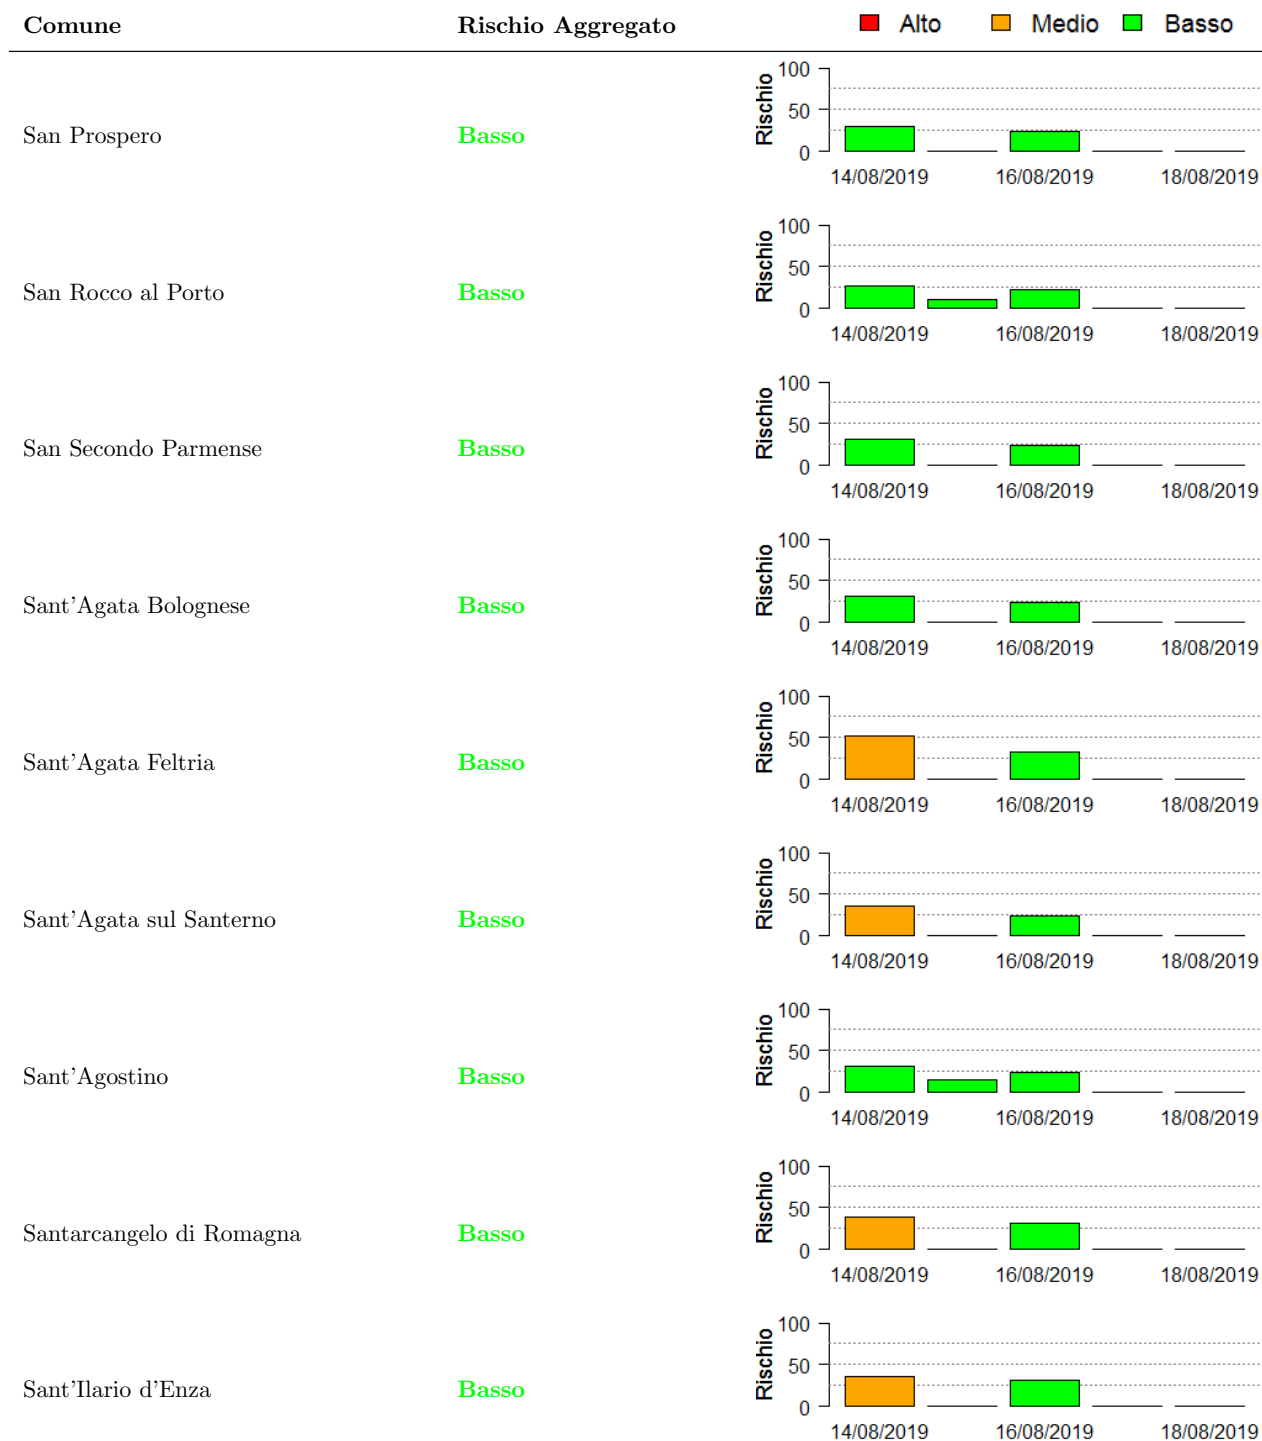 Comune Rischio Aggregato Alto Medio Basso
100
50
0
Rischio
San Prospero Basso
14/08/2019 16/08/2019 18/08/2019
100
50
0
Rischio
San Rocco al Porto Basso
14/08/2019 16/08/2019 18/08/2019
100
50
0
Rischio
San Secondo Parmense Basso
14/08/2019 16/08/2019 18/08/2019
100
50
0
Rischio
Sant'Agata Bolognese Basso
14/08/2019 16/08/2019 18/08/2019
100
50
0
Rischio
Sant'Agata Feltria Basso
14/08/2019 16/08/2019 18/08/2019
100
50
0
Rischio
Sant'Agata sul Santerno Basso
14/08/2019 16/08/2019 18/08/2019
100
50
0
Rischio
Sant'Agostino Basso
14/08/2019 16/08/2019 18/08/2019
100
50
0
Rischio
Santarcangelo di Romagna Basso
14/08/2019 16/08/2019 18/08/2019
100
50
0
Rischio
Sant'Ilario d'Enza Basso
14/08/2019 16/08/2019 18/08/2019